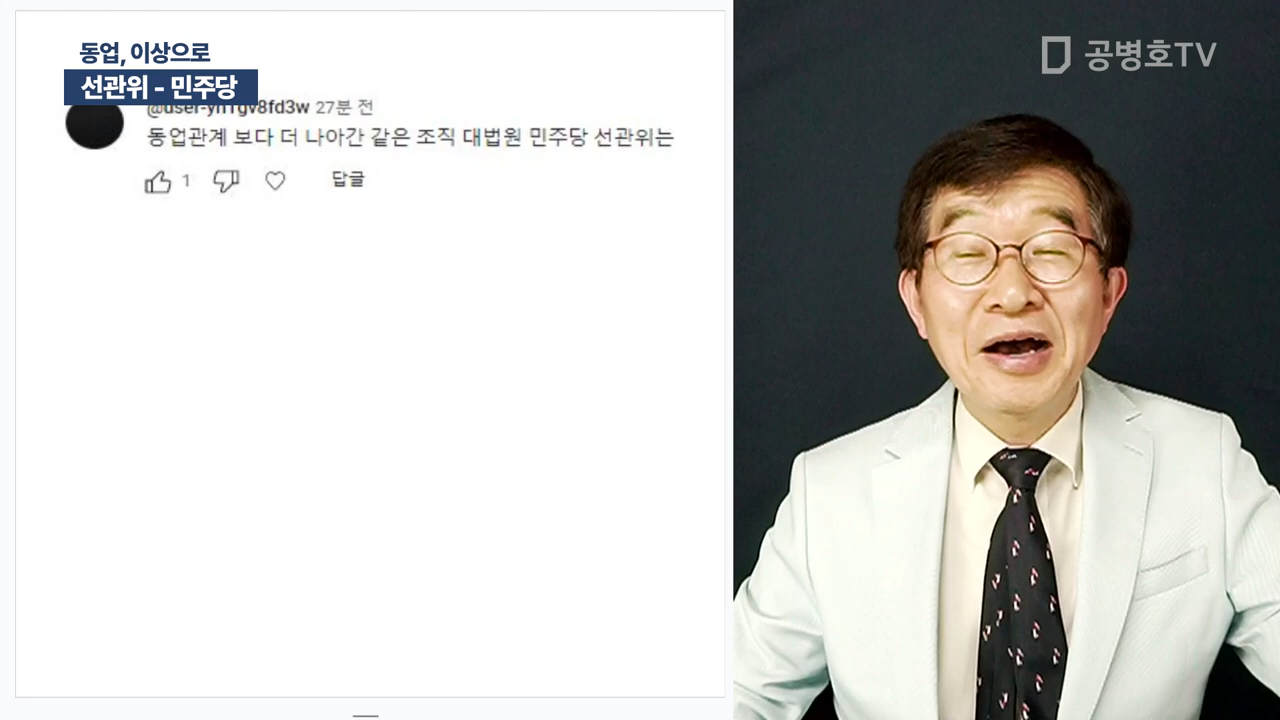 동업, 이상으로
선관위 - 민주당
공병호TV
27분 전
동업관계 보다 더 나아간 같은 조직 대법원 민주당 선관위는
1
답글